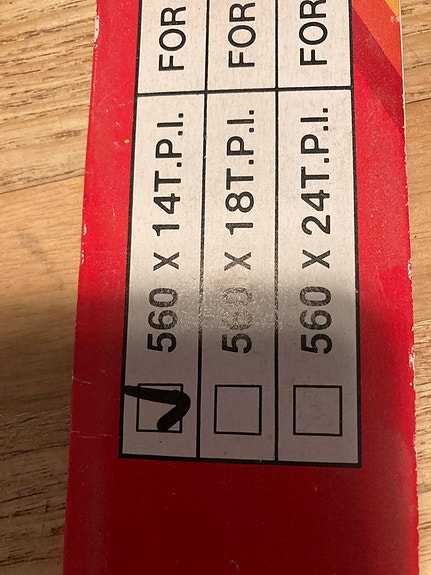 560 X 14T.P.I. FOR
560 X 18T.P.I. FOR
560 X 24T.P.I. FOR